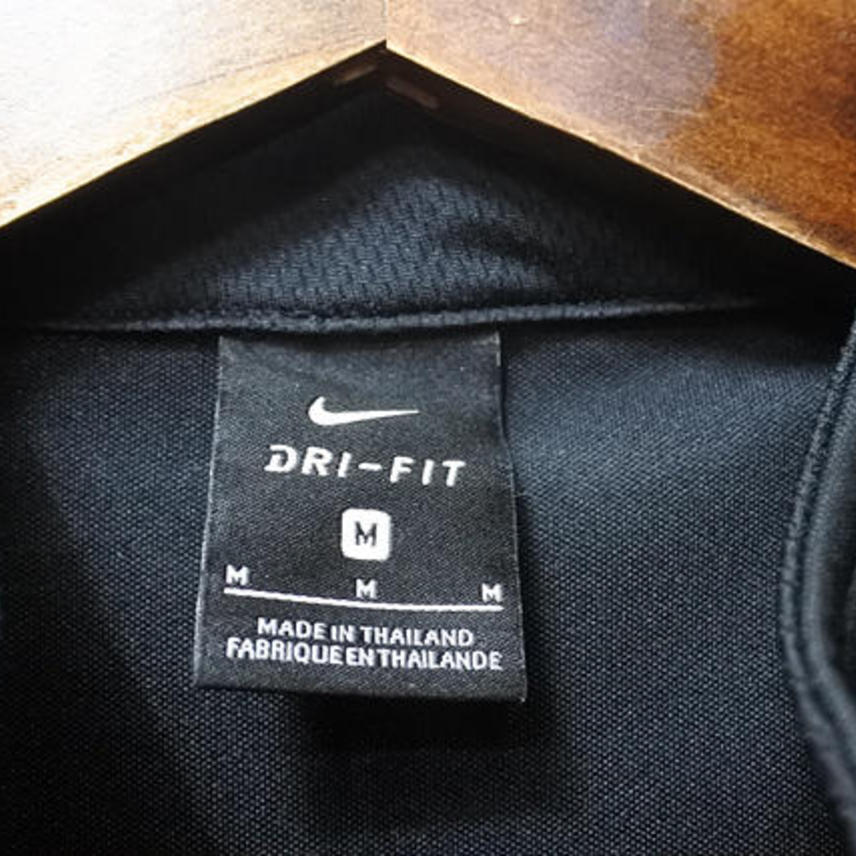 DRI-FIT
M
M M M
MADE IN THAILAND
FABRIQUE EN THAILANDE